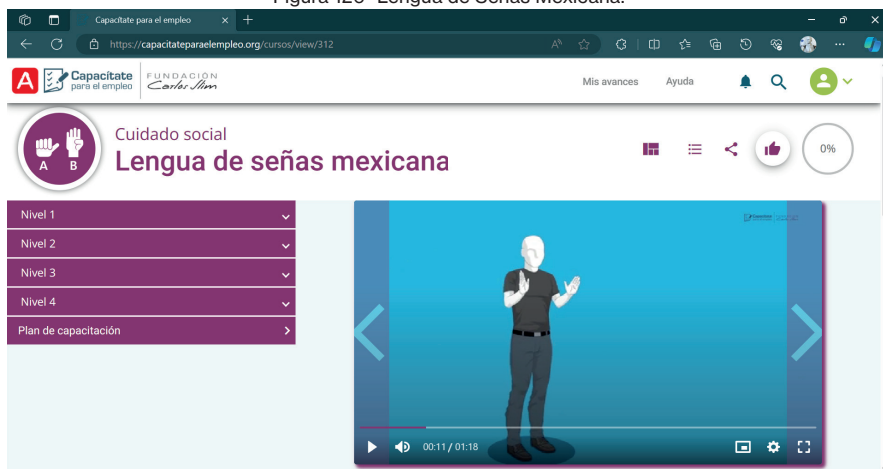 Figura 128- Lengua de Señas Mexicana.
Capacítate para el empleo
https://capacitateparaelempleo.org/cursos/view/312
A Capacítate para el empleo FUNDACIÓN Carlos Slim
Mis avances Ayuda
Cuidado social
Lengua de señas mexicana
A B
0%
Nivel 1
Nivel 2
Nivel 3
Nivel 4
Plan de capacitación
00:11 / 01:18